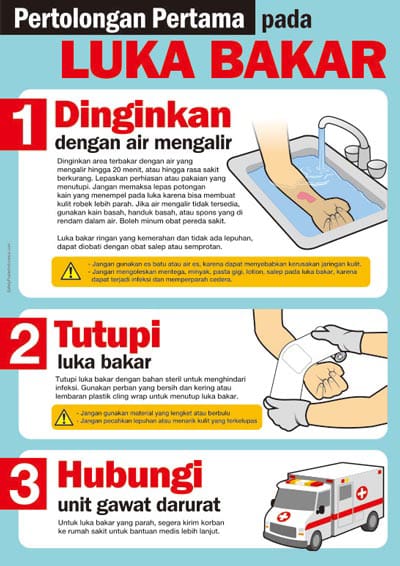 Pertolongan Pertama pada
LUKA BAKAR
1 Dinginkan
dengan air mengalir
Dinginkan area terbakar dengan air yang
mengalir hingga 20 menit, atau hingga rasa sakit
berkurang. Lepaskan perhiasan atau pakaian yang
menutupi. Jangan memaksa lepas potongan
kain yang menempel pada luka karena bisa membuat
kulit robek lebih parah. Jika air mengalir tidak tersedia,
gunakan kain basah, handuk basah, atau spons yang di
rendam dalam air. Boleh minum obat pereda sakit.
Luka bakar ringan yang kemerahan dan tidak ada lepuhan,
dapat diobati dengan obat salep atau semprotan.
- Jangan gunakan es batu atau air es, karena dapat menyebabkan kerusakan jaringan kulit.
- Jangan mengoleskan mentega, minyak, pasta gigi, lotion, salep pada luka bakar, karena
dapat terjadi infeksi dan memperparah cedera.
2 Tutupi
luka bakar
Tutupi luka bakar dengan bahan steril untuk menghindari
infeksi. Gunakan perban yang bersih dan kering atau
lembaran plastik cling wrap untuk menutup luka bakar.
- Jangan gunakan material yang lengket atau berbulu
- Jangan pecahkan lepuhan atau menarik kulit yang terkelupas
3 Hubungi
unit gawat darurat
Untuk luka bakar yang parah, segera kirim korban
ke rumah sakit untuk bantuan medis lebih lanjut.